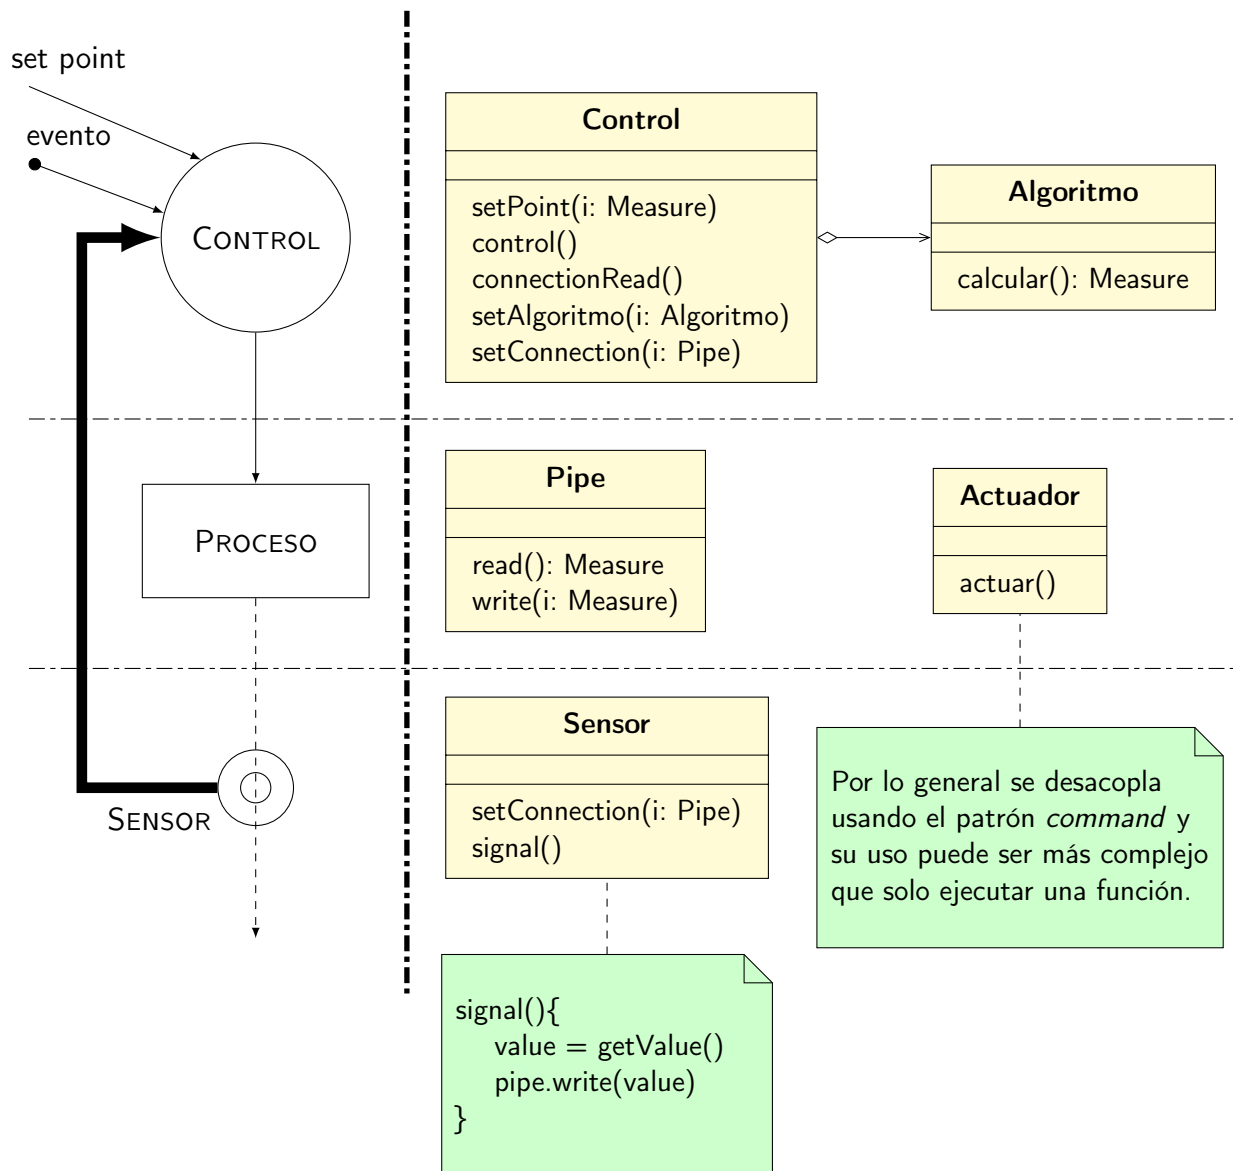 set point
evento
CONTROL
PROCESO
SENSOR
Control
setPoint(i: Measure)
control()
connectionRead()
setAlgoritmo(i: Algoritmo)
setConnection(i: Pipe)
Algoritmo
calcular(): Measure
Pipe
read(): Measure
write(i: Measure)
Actuador
actuar()
Sensor
setConnection(i: Pipe)
signal()
Por lo general se desacopla
usando el patrón command y
su uso puede ser más complejo
que solo ejecutar una función.
signal(){
value = getValue()
pipe.write(value)
}